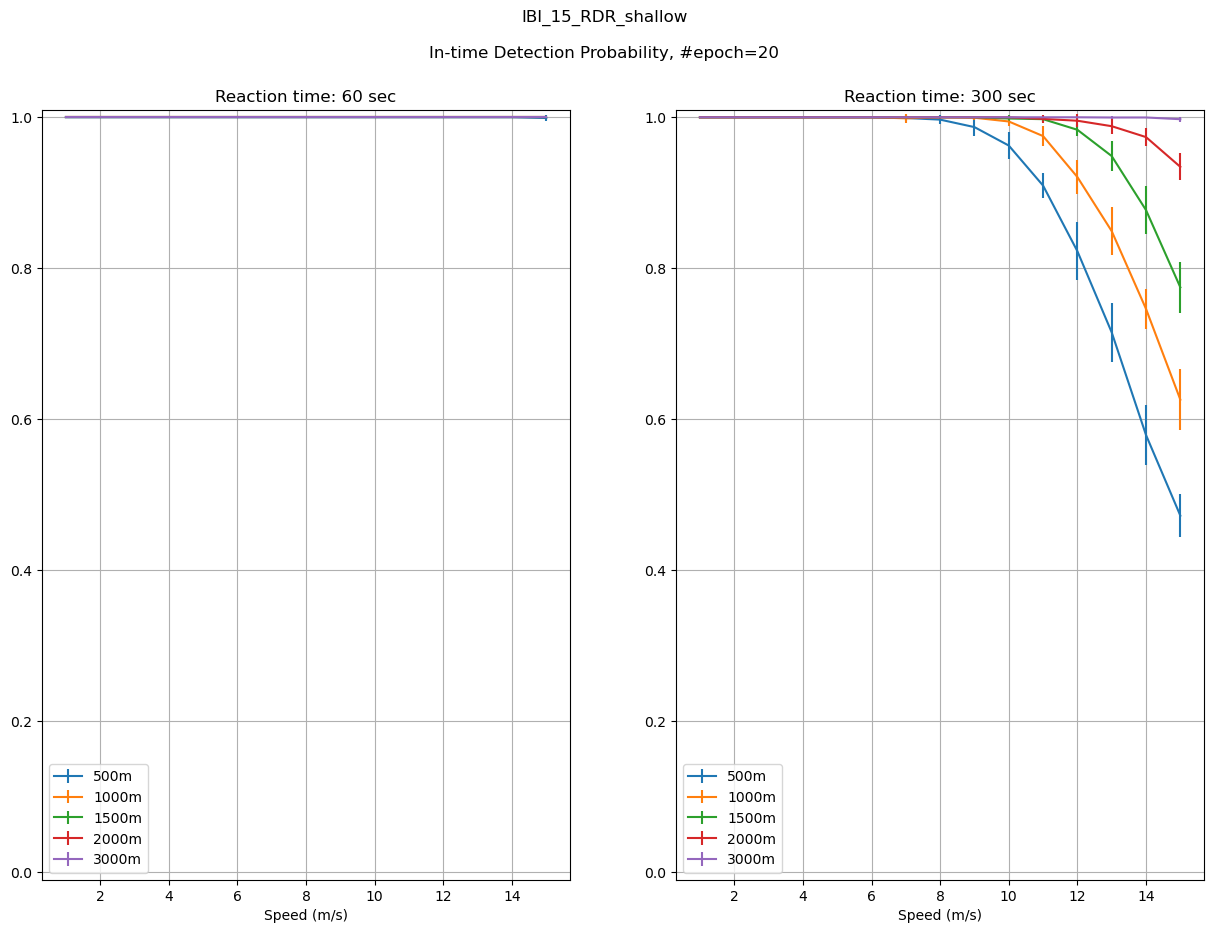 IBI_15_RDR_shallow
In-time Detection Probability, #epoch=20
Reaction time: 60 sec
1.0
0.8
0.6
0.4
0.2
0.0
500m
1000m
1500m
2000m
3000m
2 4 6 8 10 12 14
Speed (m/s)
Reaction time: 300 sec
1.0
0.8
0.6
0.4
0.2
0.0
500m
1000m
1500m
2000m
3000m
2 4 6 8 10 12 14
Speed (m/s)